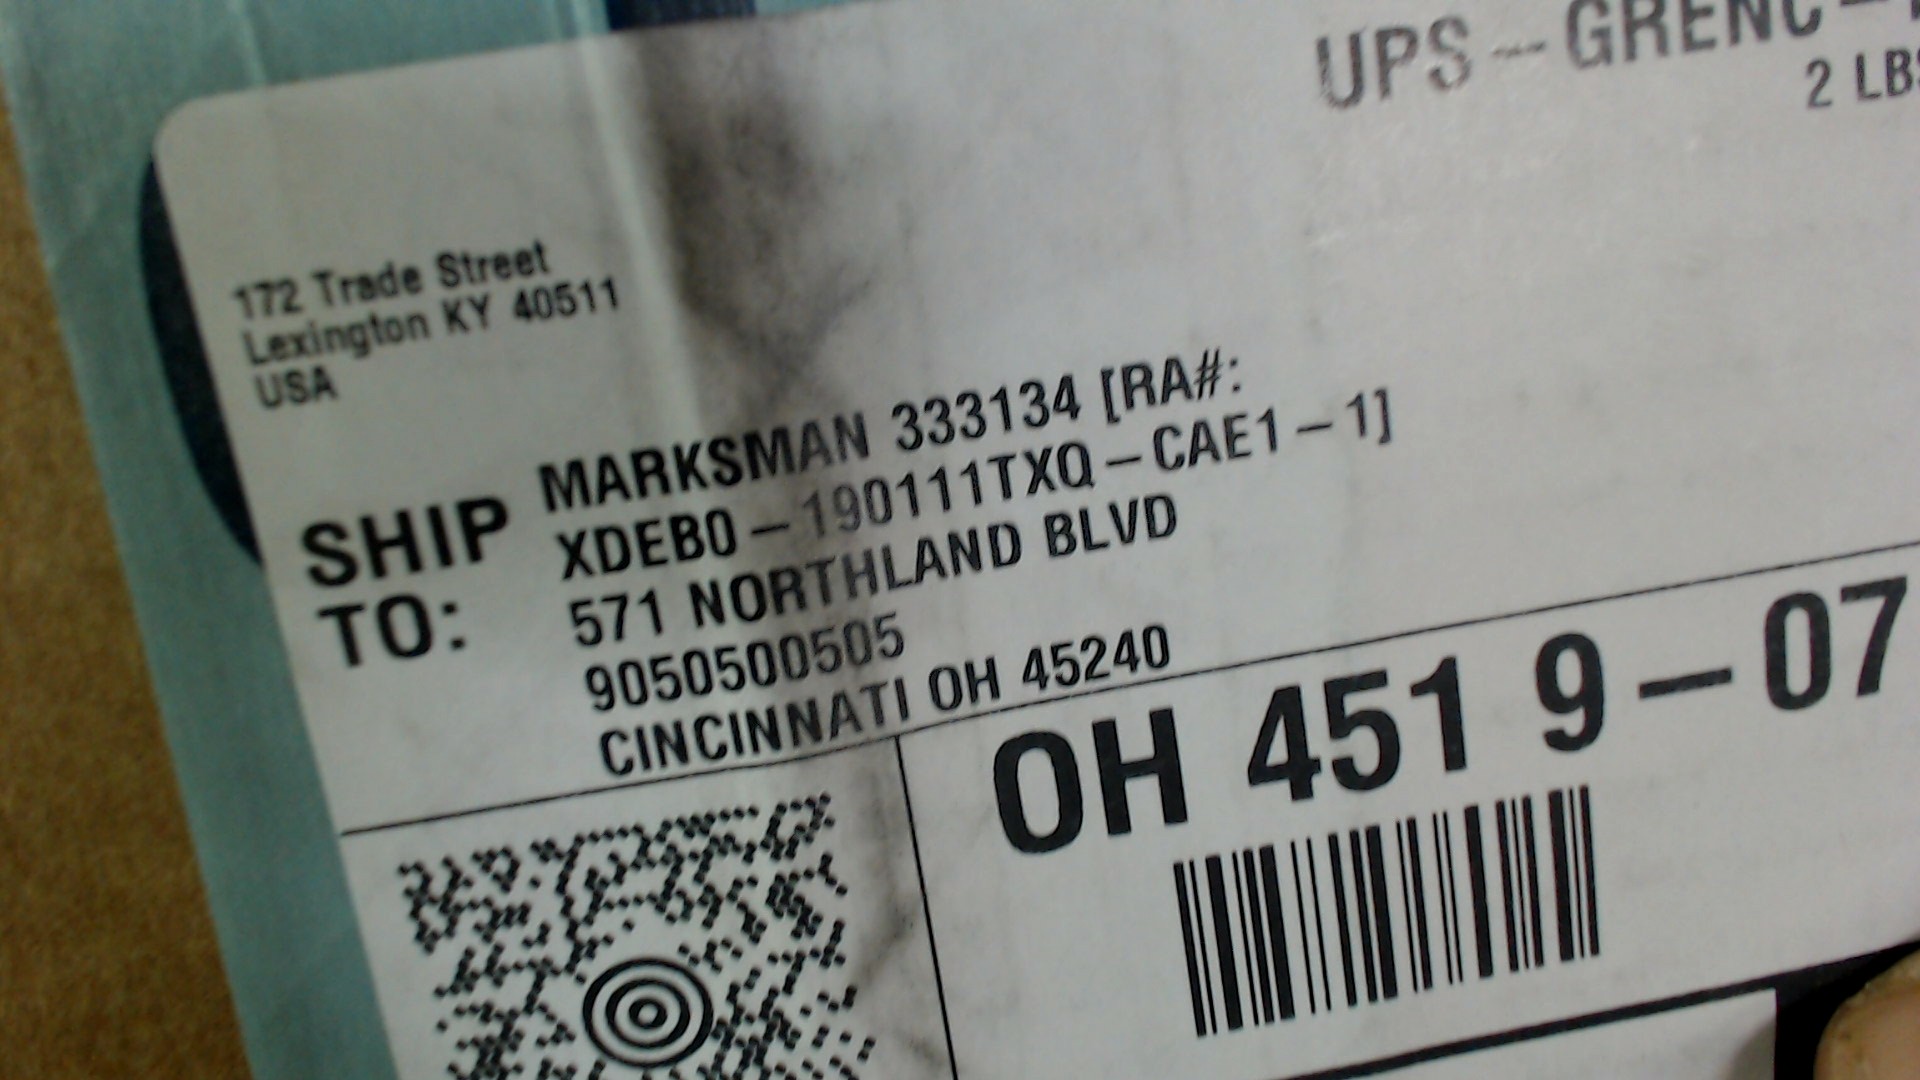 UPS - GRENC -
2 LBS
172 Trade Street
Lexington KY 40511
USA
SHIP TO:
MARKSMAN 333134 [RA#:
XDEB0 - 190111TXQ - CAE1 - 1]
571 NORTHLAND BLVD
9050500505
CINCINNATI OH 45240
OH 451 9 - 07